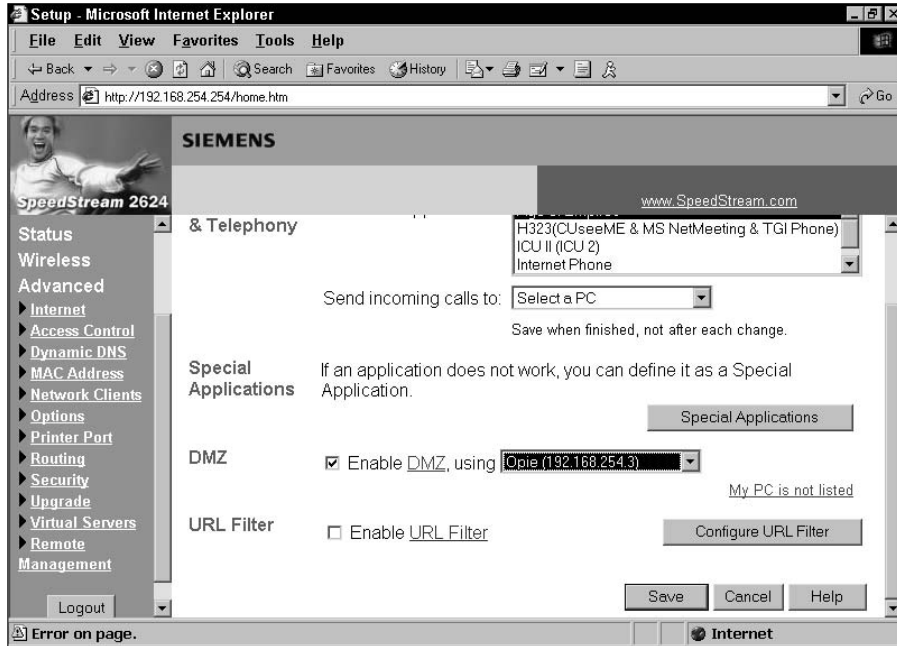 Setup - Microsoft Internet Explorer
File Edit View Favorites Tools Help
Back Search Favorites History
Address http://192.168.254.254/home.htm Go
SIEMENS
SpeedStream 2624
www.SpeedStream.com
Status
Wireless
Advanced
Internet
Access Control
Dynamic DNS
MAC Address
Network Clients
Options
Printer Port
Routing
Security
Upgrade
Virtual Servers
Remote
Management
Logout
& Telephony
H323(CUseeME & MS NetMeeting & TGI Phone)
ICU II (ICU 2)
Internet Phone
Send incoming calls to: Select a PC
Save when finished, not after each change.
Special
Applications
If an application does not work, you can define it as a Special
Application.
Special Applications
DMZ
Enable DMZ, using Opie (192.168.254.3)
My PC is not listed
URL Filter
Enable URL Filter
Configure URL Filter
Save Cancel Help
Error on page.
Internet